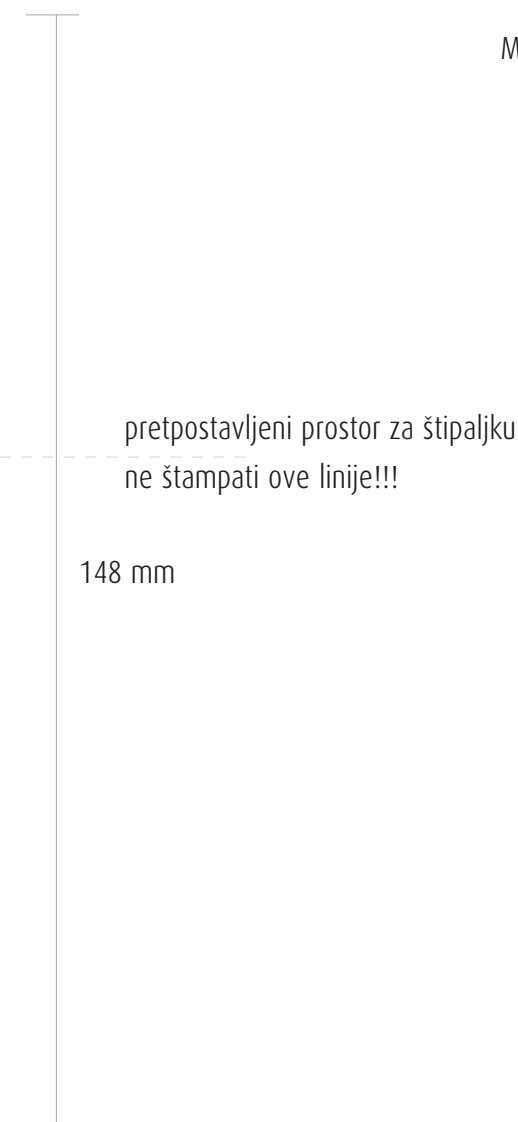 M
pretpostavljeni prostor za štipaljku
ne štampati ove linije!!!
148 mm